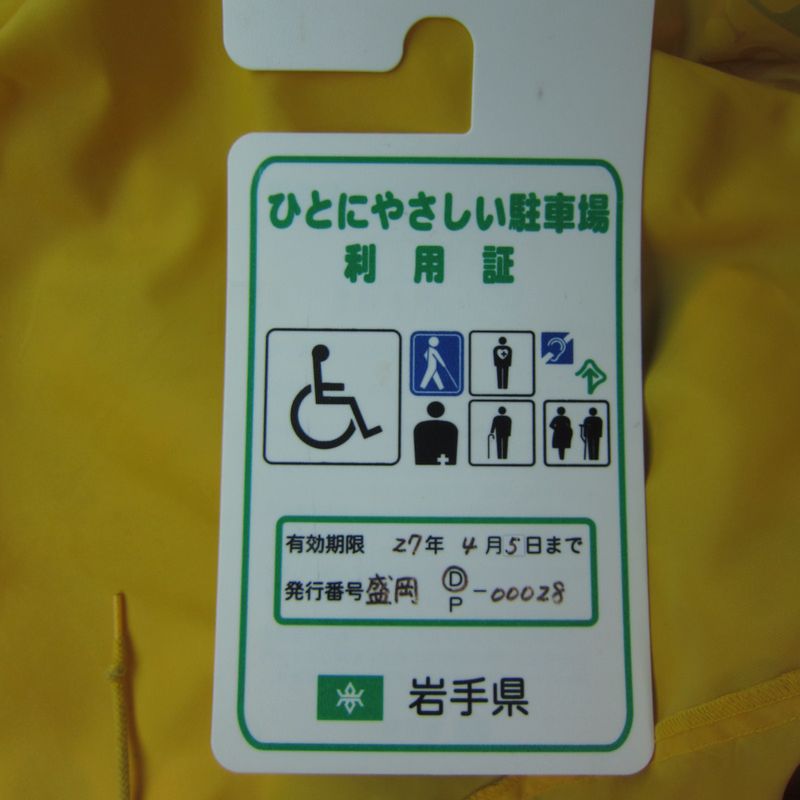 ひとにやさしい駐車場
利用証
有効期限 27年 4月5日まで
発行番号 盛岡 Ⓓ-00028
P
岩手県